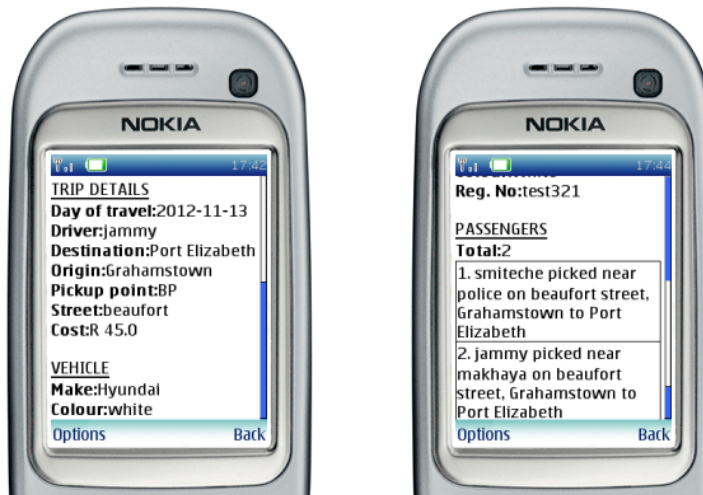 NOKIA
17:42
TRIP DETAILS
Day of travel:2012-11-13
Driver:jammy
Destination:Port Elizabeth
Origin:Grahamstown
Pickup point:BP
Street:beaufort
Cost:R 45.0
VEHICLE
Make:Hyundai
Colour:white
Options Back
NOKIA
17:44
Reg. No:test321
PASSENGERS
Total:2
1. smiteche picked near
police on beaufort street,
Grahamstown to Port
Elizabeth
2. jammy picked near
makhaya on beaufort
street, Grahamstown to
Port Elizabeth
Options Back